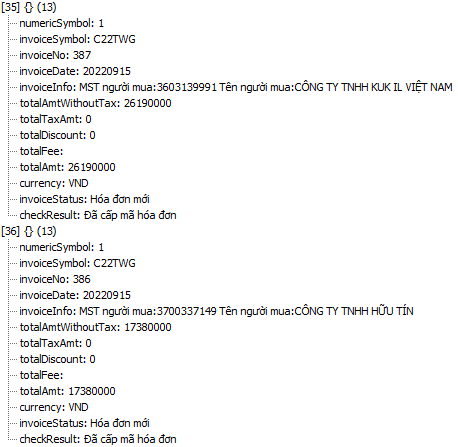 [35] {} (13)
numericSymbol: 1
invoiceSymbol: C22TWG
invoiceNo: 387
invoiceDate: 20220915
invoiceInfo: MST người mua:3603139991 Tên người mua:CÔNG TY TNHH KUK IL VIỆT NAM
totalAmtWithoutTax: 26190000
totalTaxAmt: 0
totalDiscount: 0
totalFee:
totalAmt: 26190000
currency: VND
invoiceStatus: Hóa đơn mới
checkResult: Đã cấp mã hóa đơn
[36] {} (13)
numericSymbol: 1
invoiceSymbol: C22TWG
invoiceNo: 386
invoiceDate: 20220915
invoiceInfo: MST người mua:3700337149 Tên người mua:CÔNG TY TNHH HỮU TÍN
totalAmtWithoutTax: 17380000
totalTaxAmt: 0
totalDiscount: 0
totalFee:
totalAmt: 17380000
currency: VND
invoiceStatus: Hóa đơn mới
checkResult: Đã cấp mã hóa đơn